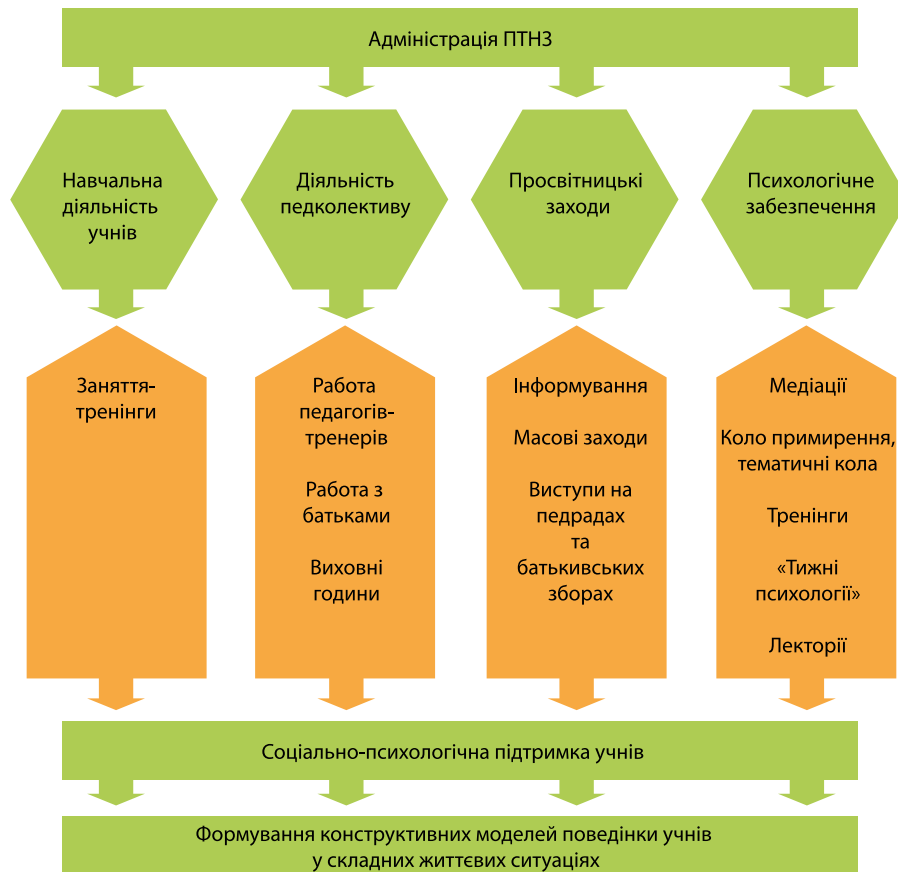 Адміністрація ПТНЗ
Навчальна
діяльність
учнів
Діяльність
педколективу
Просвітницькі
заходи
Психологічне
забезпечення
Заняття-
тренінги
Работа
педагогів-
тренерів
Работа з
батьками
Виховні
години
Інформування
Масові заходи
Виступи на
педрадах
та
батькивських
зборах
Медіації
Коло примирення,
тематичні кола
Тренінги
«Тижні
психології»
Лекторії
Соціально-психологічна підтримка учнів
Формування конструктивних моделей поведінки учнів
у складних життєвих ситуаціях